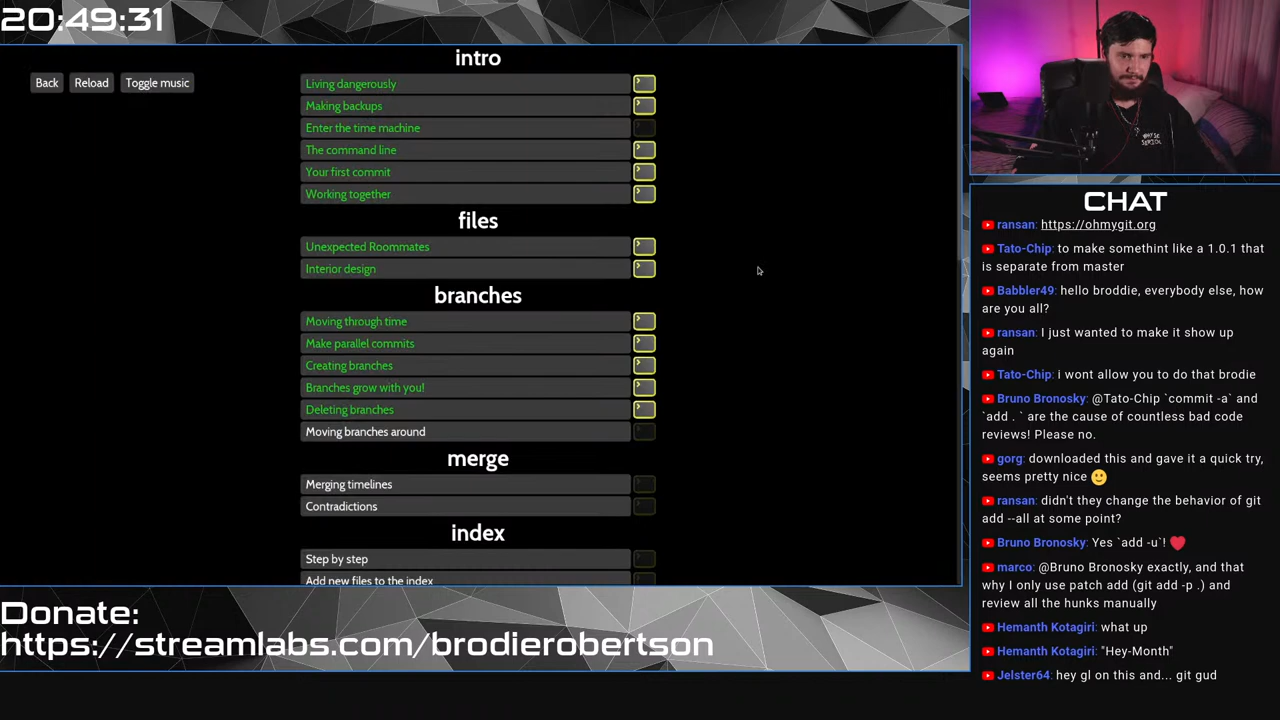 20:49:31
Back
Reload
Toggle music
intro
Living dangerously
Making backups
Enter the time machine
The command line
Your first commit
Working together
files
Unexpected Roommates
Interior design
branches
Moving through time
Make parallel commits
Creating branches
Branches grow with you!
Deleting branches
Moving branches around
merge
Merging timelines
Contradictions
index
Step by step
Add new files to the index
Donate:
https://streamlabs.com/brodierobertson
CHAT
ransan: https://ohmygit.org
Tato-Chip: to make somethint like a 1.0.1 that
is separate from master
Babbler49: hello broddie, everybody else, how
are you all?
ransan: I just wanted to make it show up
again
Tato-Chip: i wont allow you to do that brodie
Bruno Bronosky: @Tato-Chip `commit -a` and
`add . ` are the cause of countless bad code
reviews! Please no.
gorg: downloaded this and gave it a quick try,
seems pretty nice 🙂
ransan: didn't they change the behavior of git
add --all at some point?
Bruno Bronosky: Yes `add -u`! ❤️
marco: @Bruno Bronosky exactly, and that
why I only use patch add (git add -p .) and
review all the hunks manually
Hemanth Kotagiri: what up
Hemanth Kotagiri: "Hey-Month"
Jelster64: hey gl on this and... git gud